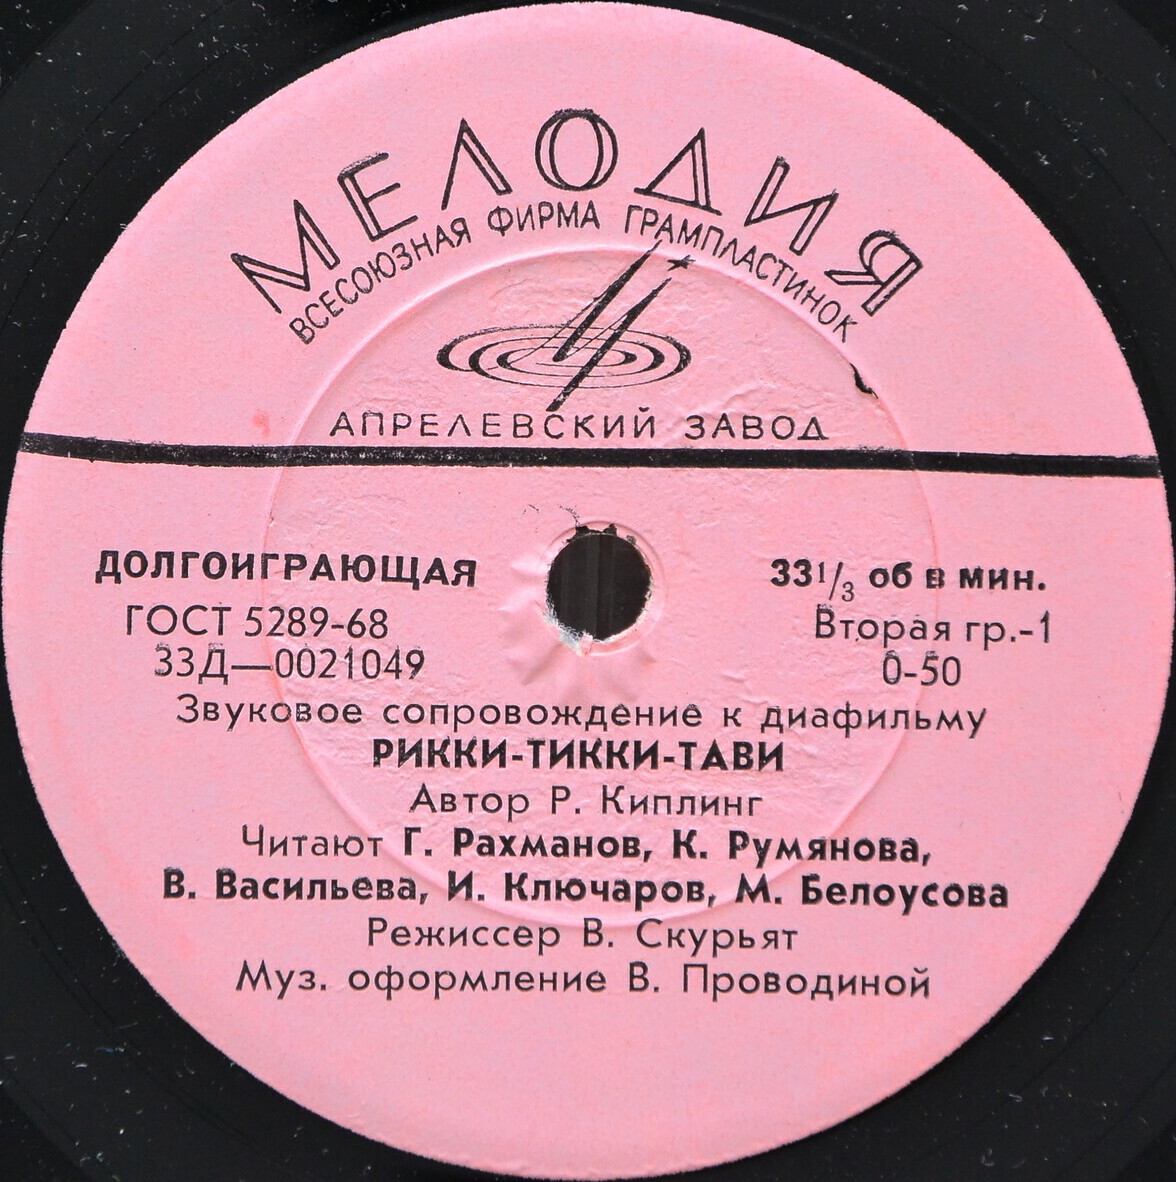 МЕЛОДИЯ
ВСЕСОЮЗНАЯ ФИРМА ГРАМПЛАСТИНОК
АПРЕЛЕВСКИЙ ЗАВОД
ДОЛГОИГРАЮЩАЯ
33 1/3 об в мин.
ГОСТ 5289-68
Вторая гр.-1
33Д—0021049
0-50
Звуковое сопровождение к диафильму
РИККИ-ТИККИ-ТАВИ
Автор Р. Киплинг
Читают Г. Рахманов, К. Румянова,
В. Васильева, И. Ключаров, М. Белоусова
Режиссер В. Скурьят
Муз. оформление В. Проводиной